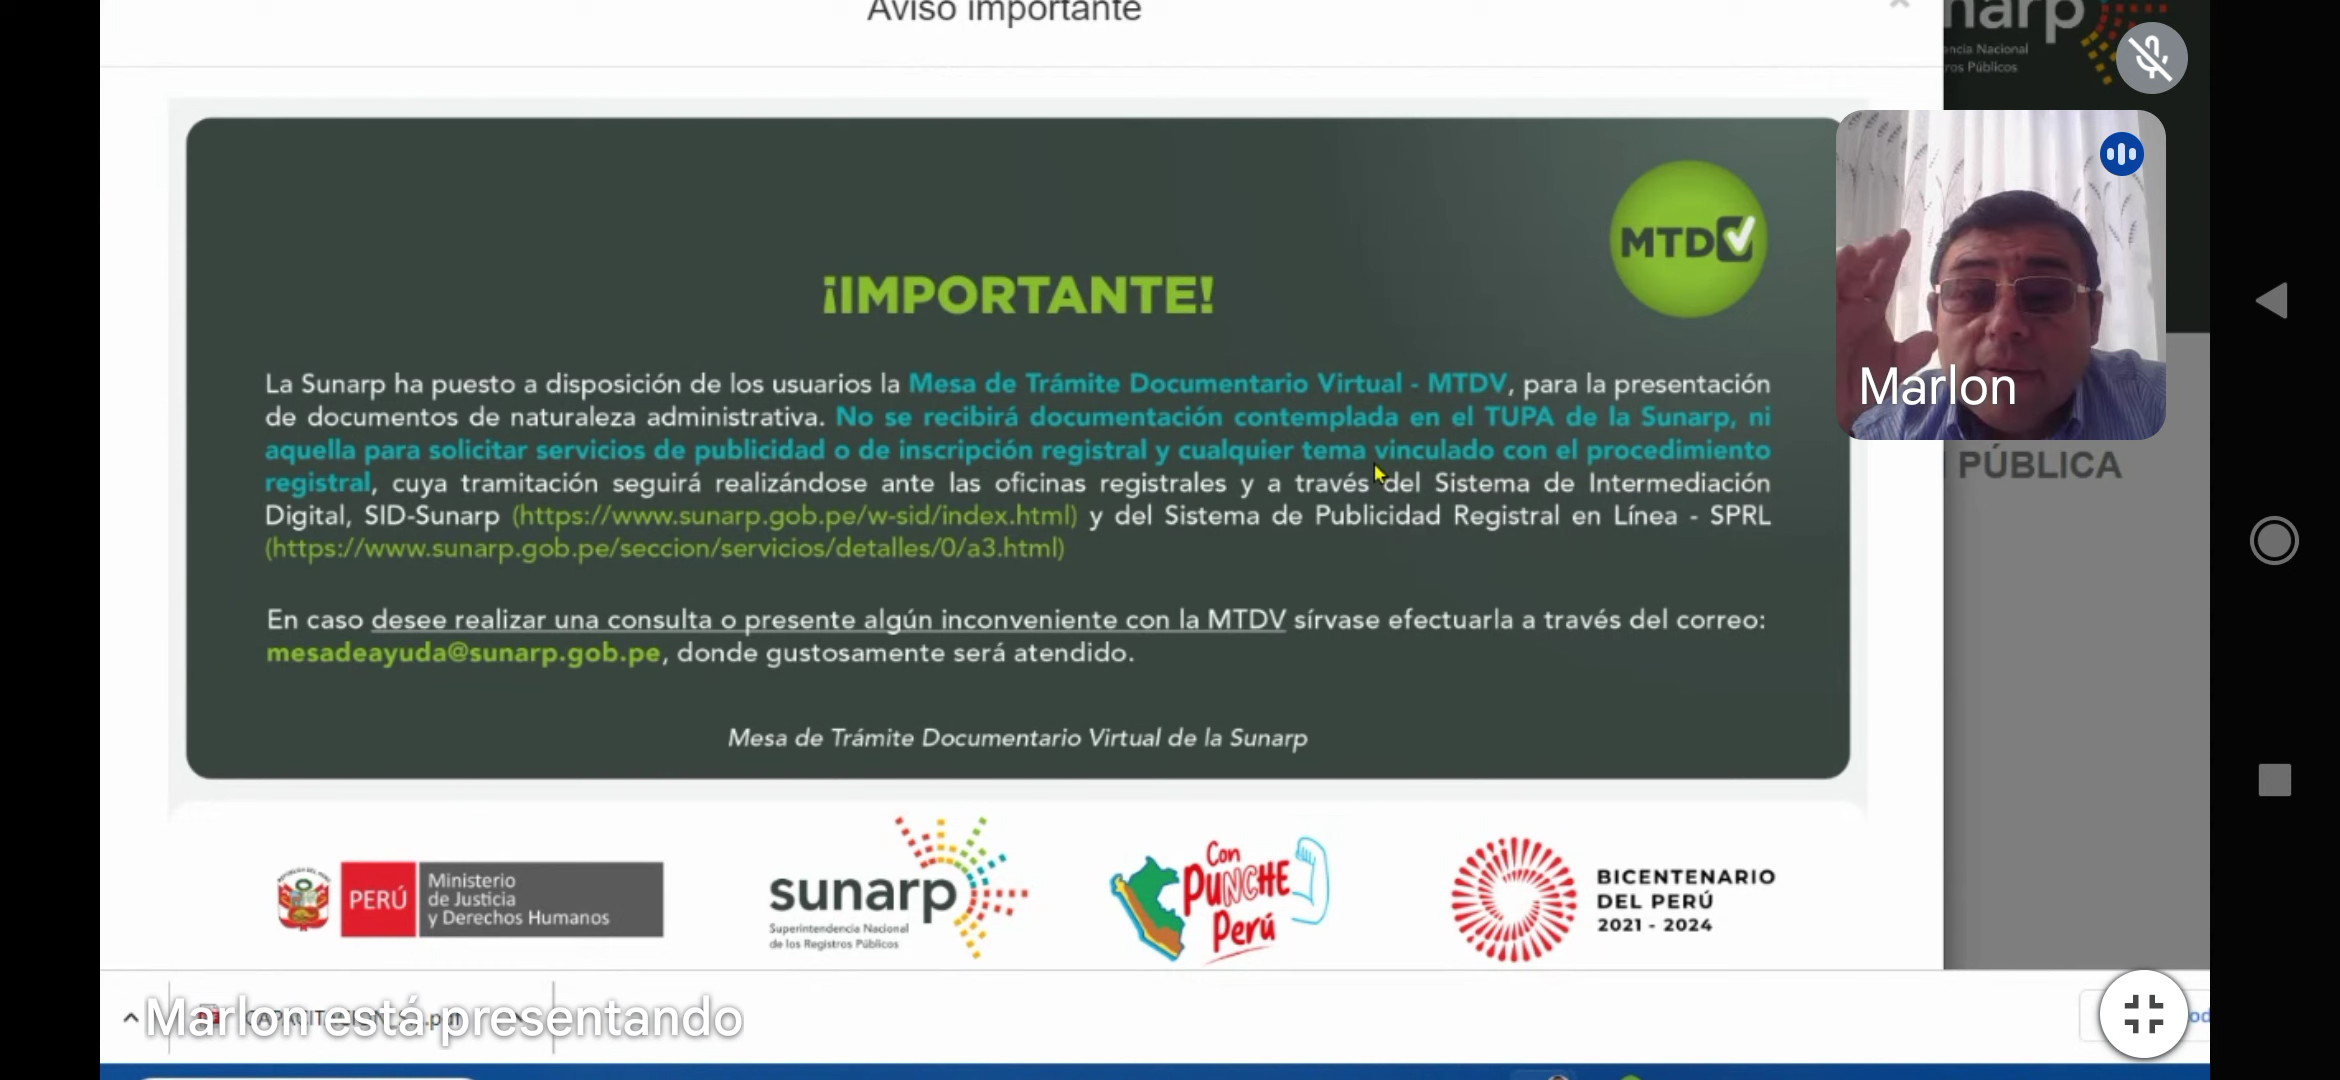 Aviso importante
narp
encia Nacional
ros Públicos
MTD
¡IMPORTANTE!
La Sunarp ha puesto a disposición de los usuarios la Mesa de Trámite Documentario Virtual - MTDV, para la presentación
de documentos de naturaleza administrativa. No se recibirá documentación contemplada en el TUPA de la Sunarp, ni
aquella para solicitar servicios de publicidad o de inscripción registral y cualquier tema vinculado con el procedimiento
registral, cuya tramitación seguirá realizándose ante las oficinas registrales y a través del Sistema de Intermediación
Digital, SID-Sunarp (https://www.sunarp.gob.pe/w-sid/index.html) y del Sistema de Publicidad Registral en Línea - SPRL
(https://www.sunarp.gob.pe/seccion/servicios/detalles/0/a3.html)
En caso desee realizar una consulta o presente algún inconveniente con la MTDV sírvase efectuarla a través del correo:
mesadeayuda@sunarp.gob.pe, donde gustosamente será atendido.
Mesa de Trámite Documentario Virtual de la Sunarp
Marlon
PÚBLICA
PERÚ
Ministerio
de Justicia
y Derechos Humanos
sunarp
Superintendencia Nacional
de los Registros Públicos
Con
PUNCHE
Perú
BICENTENARIO
DEL PERÚ
2021 - 2024
Marlon está presentando